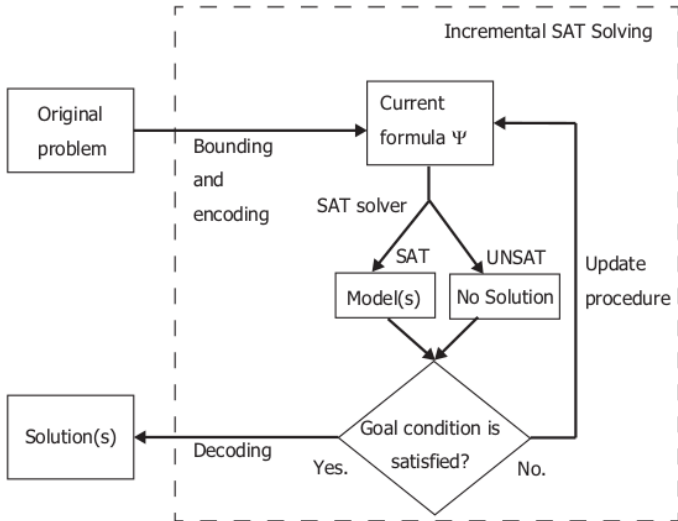 Incremental SAT Solving
Original
problem
Current
formula Ψ
Bounding
and
encoding
SAT solver
SAT
UNSAT
Model(s)
No Solution
Update
procedure
Solution(s)
Decoding
Goal condition is
satisfied?
Yes.
No.